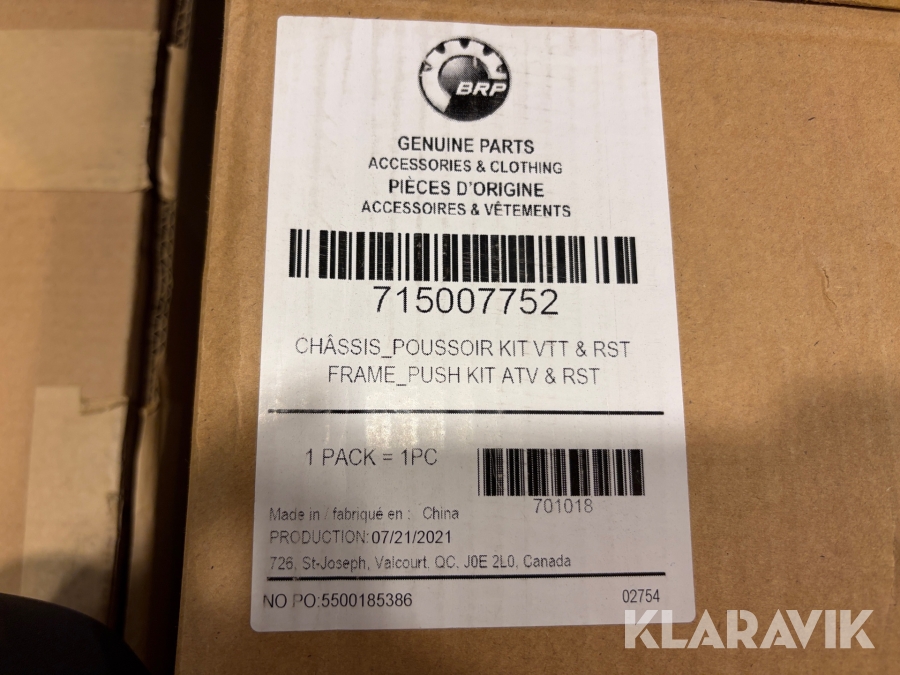 BRP
GENUINE PARTS
ACCESSORIES & CLOTHING
PIÈCES D'ORIGINE
ACCESSOIRES & VÊTEMENTS
715007752
CHÂSSIS_POUSSOIR KIT VTT & RST
FRAME_PUSH KIT ATV & RST
1 PACK = 1PC
701018
Made in / fabriqué en : China
PRODUCTION:07/21/2021
726, St-Joseph, Valcourt. QC. J0E 2L0, Canada
NO PO:5500185386 02754
KLARAVIK